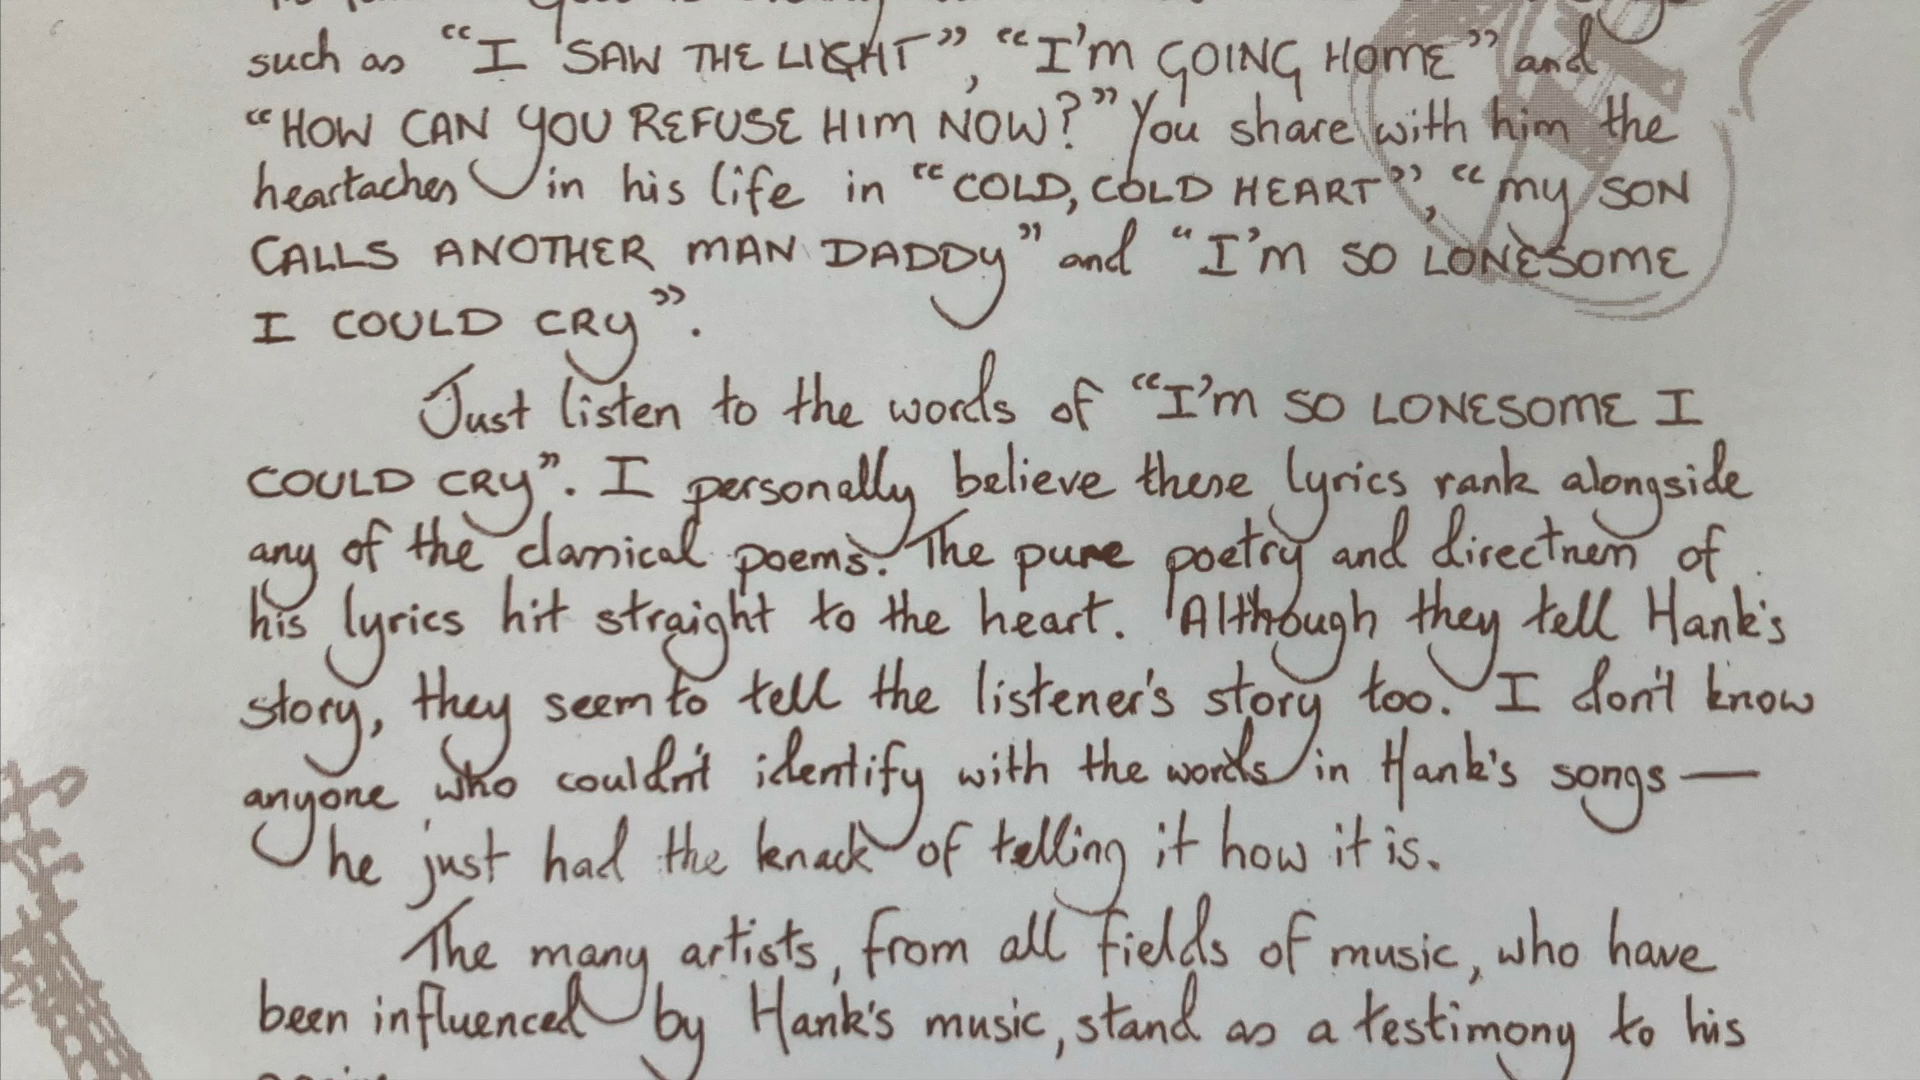 such as “I SAW THE LIGHT”, “I'm GOING HOME” and
“HOW CAN YOU REFUSE HIM NOW?” You share with him the
heartaches in his life in “COLD, COLD HEART”, “MY SON
CALLS ANOTHER MAN DADDY” and “I'M SO LONESOME
I COULD CRY”.
Just listen to the words of “I'm SO LONESOME I
COULD CRY”. I personally believe these lyrics rank alongside
any of the classical poems. The pure poetry and directness of
his lyrics hit straight to the heart. Although they tell Hank's
story, they seem to tell the listener's story too. I don't know
anyone who couldn't identify with the words in Hank's songs —
he just had the knack of telling it how it is.
The many artists, from all fields of music, who have
been influenced by Hank's music, stand as a testimony to his